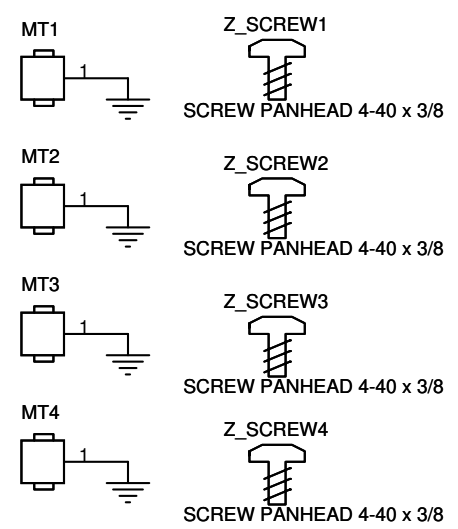 MT1
Z_SCREW1
1
SCREW PANHEAD 4-40 x 3/8
MT2
Z_SCREW2
1
SCREW PANHEAD 4-40 x 3/8
MT3
Z_SCREW3
1
SCREW PANHEAD 4-40 x 3/8
MT4
Z_SCREW4
1
SCREW PANHEAD 4-40 x 3/8